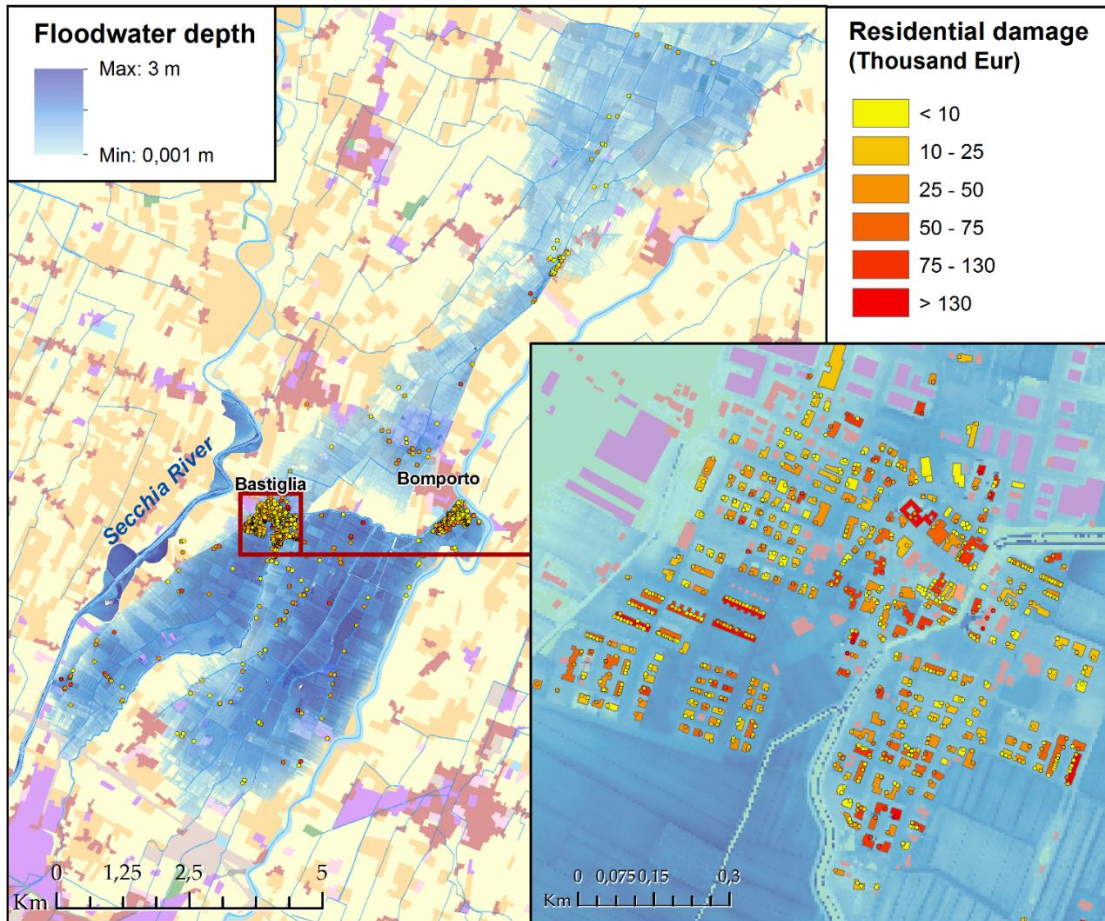 Floodwater depth
Max: 3 m
Min: 0,001 m
Residential damage
(Thousand Eur)
< 10
10 - 25
25 - 50
50 - 75
75 - 130
> 130
Secchia River
Bastiglia
Bomporto
0 1,25 2,5 5
Km
0 0,075 0,15 0,3
Km